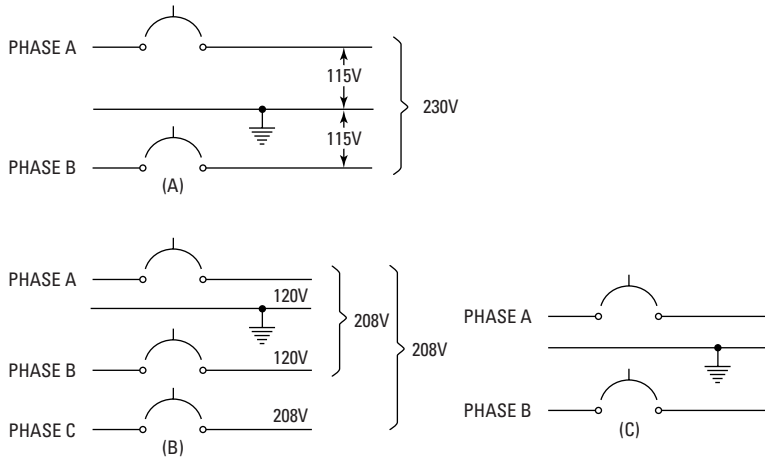 PHASE A
115V
230V
115V
PHASE B
(A)
PHASE A
120V
208V
208V
120V
PHASE B
208V
PHASE C
(B)
PHASE A
PHASE B
(C)